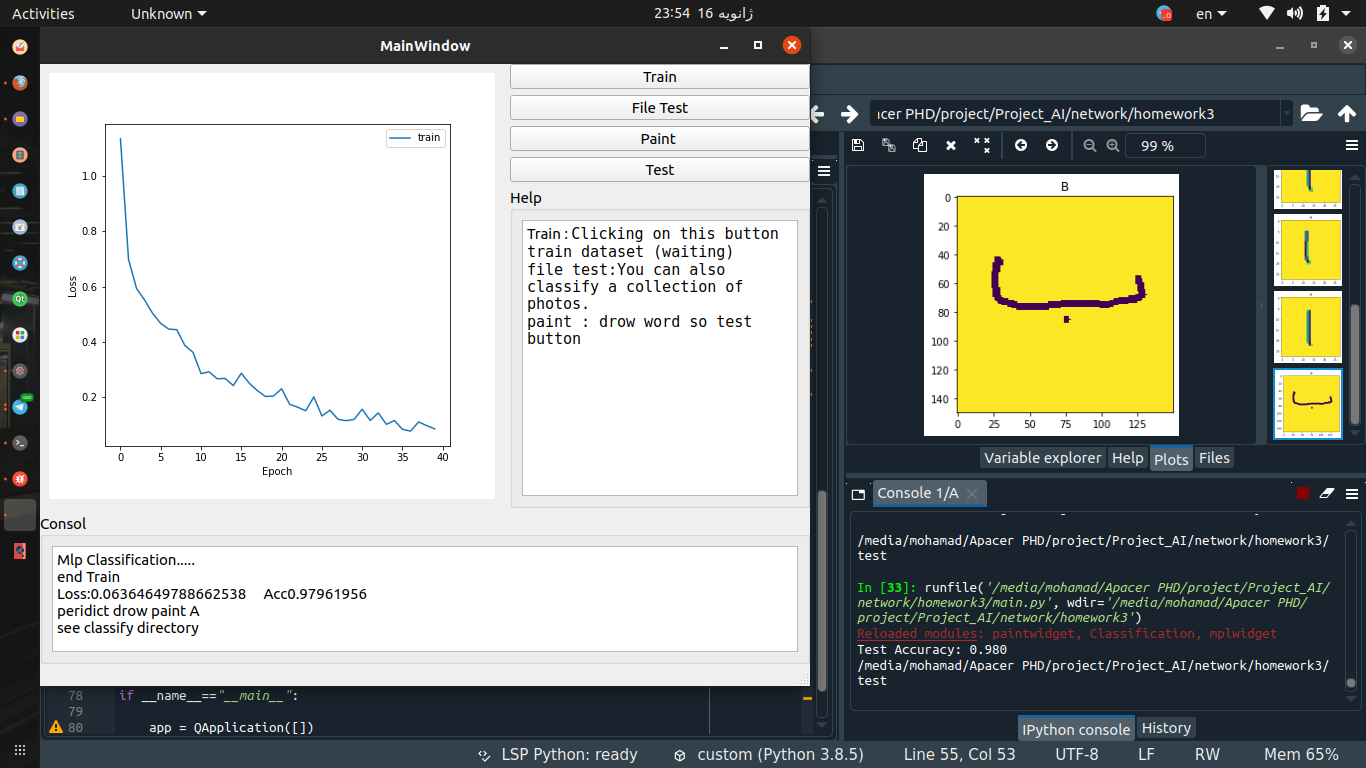 Activities
Unknown
23:54 ژانویه 16
en
MainWindow
train
1.0
0.8
0.6
0.4
0.2
Loss
0 5 10 15 20 25 30 35 40
Epoch
Train
File Test
Paint
Test
Help
Train:Clicking on this button
train dataset (waiting)
file test:You can also
classify a collection of
photos.
paint : drow word so test
button
Consol
Mlp Classification.....
end Train
Loss:0.06364649788662538 Acc0.97961956
peridict drow paint A
see classify directory
78 if __name__=="__main__":
79
80 app = QApplication([])
acer PHD/project/Project_AI/network/homework3
99 %
B
0
20
40
60
80
100
120
140
0 25 50 75 100 125
Variable explorer Help Plots Files
Console 1/A
/media/mohamad/Apacer PHD/project/Project_AI/network/homework3/
test
In [33]: runfile('/media/mohamad/Apacer PHD/project/Project_AI/
network/homework3/main.py', wdir='/media/mohamad/Apacer PHD/
project/Project_AI/network/homework3')
Reloaded modules: paintwidget, Classification, mplwidget
Test Accuracy: 0.980
/media/mohamad/Apacer PHD/project/Project_AI/network/homework3/
test
IPython console History
LSP Python: ready custom (Python 3.8.5) Line 55, Col 53 UTF-8 LF RW Mem 65%